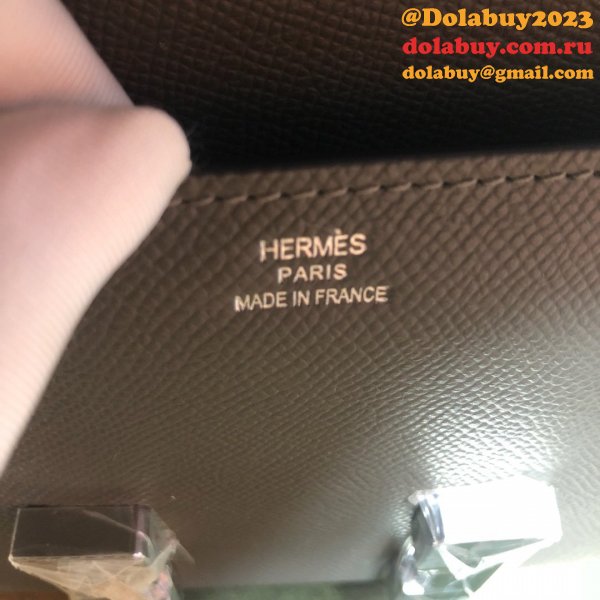 @Dolabuy2023
dolabuy.com.ru
dolabuy@gmail.com
HERMÈS
PARIS
MADE IN FRANCE